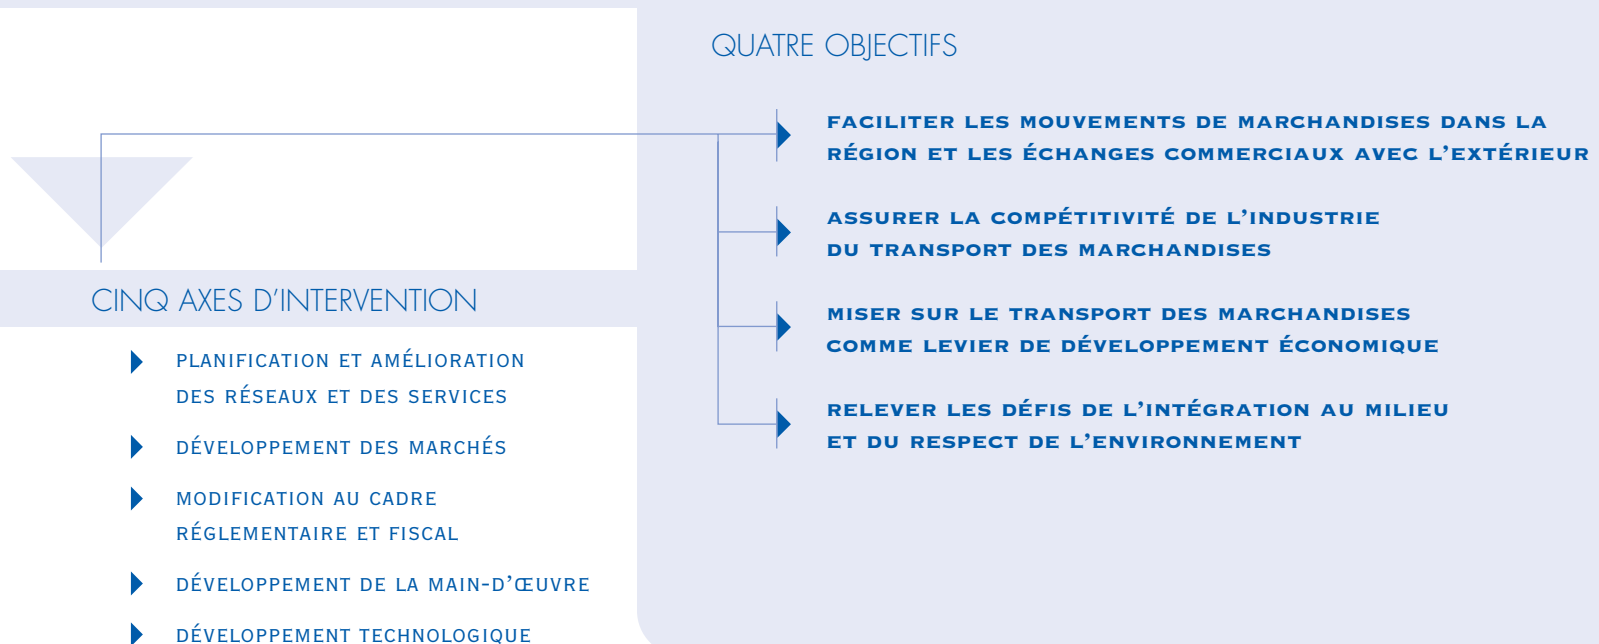 QUATRE OBJECTIFS
FACILITER LES MOUVEMENTS DE MARCHANDISES DANS LA
RÉGION ET LES ÉCHANGES COMMERCIAUX AVEC L’EXTÉRIEUR
ASSURER LA COMPÉTITIVITÉ DE L’INDUSTRIE
DU TRANSPORT DES MARCHANDISES
MISER SUR LE TRANSPORT DES MARCHANDISES
COMME LEVIER DE DÉVELOPPEMENT ÉCONOMIQUE
RELEVER LES DÉFIS DE L’INTÉGRATION AU MILIEU
ET DU RESPECT DE L’ENVIRONNEMENT
CINQ AXES D’INTERVENTION
PLANIFICATION ET AMÉLIORATION
DES RÉSEAUX ET DES SERVICES
DÉVELOPPEMENT DES MARCHÉS
MODIFICATION AU CADRE
RÉGLEMENTAIRE ET FISCAL
DÉVELOPPEMENT DE LA MAIN-D’ŒUVRE
DÉVELOPPEMENT TECHNOLOGIQUE